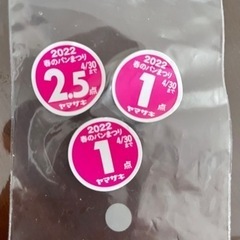 2022
春のパンまつり
4/30まで
2.5
点
ヤマザキ
2022
春のパンまつり
4/30まで
1
点
ヤマザキ
2022
春のパンまつり
4/30まで
1
点
ヤマザキ